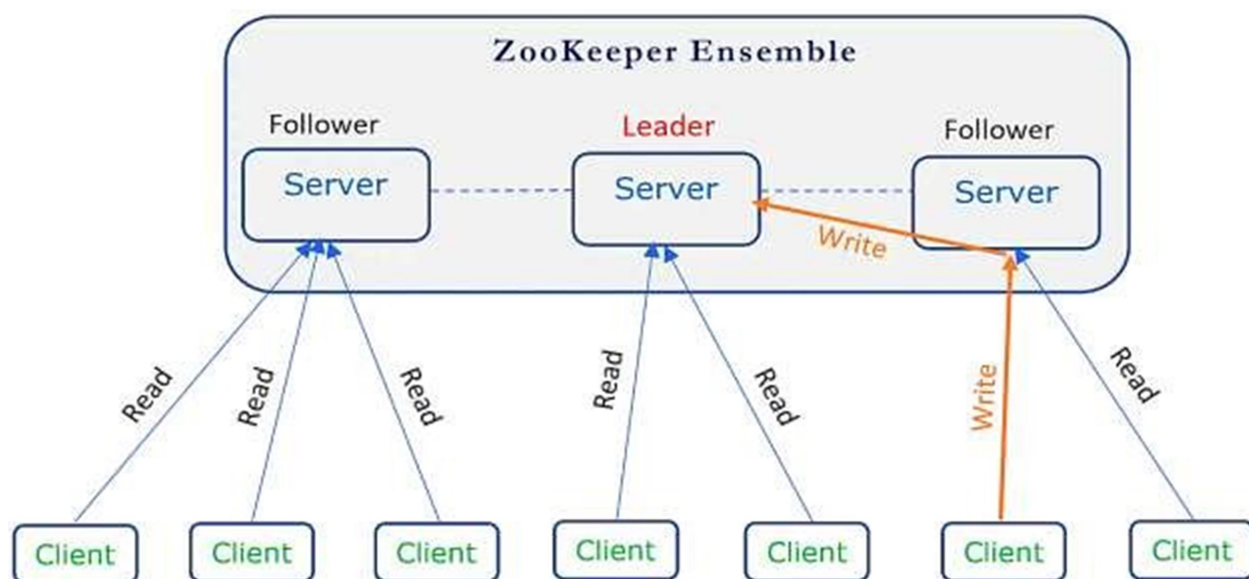 ZooKeeper Ensemble
Follower
Leader
Follower
Server
Server
Server
Write
Read
Read
Read
Read
Read
Write
Read
Client
Client
Client
Client
Client
Client
Client